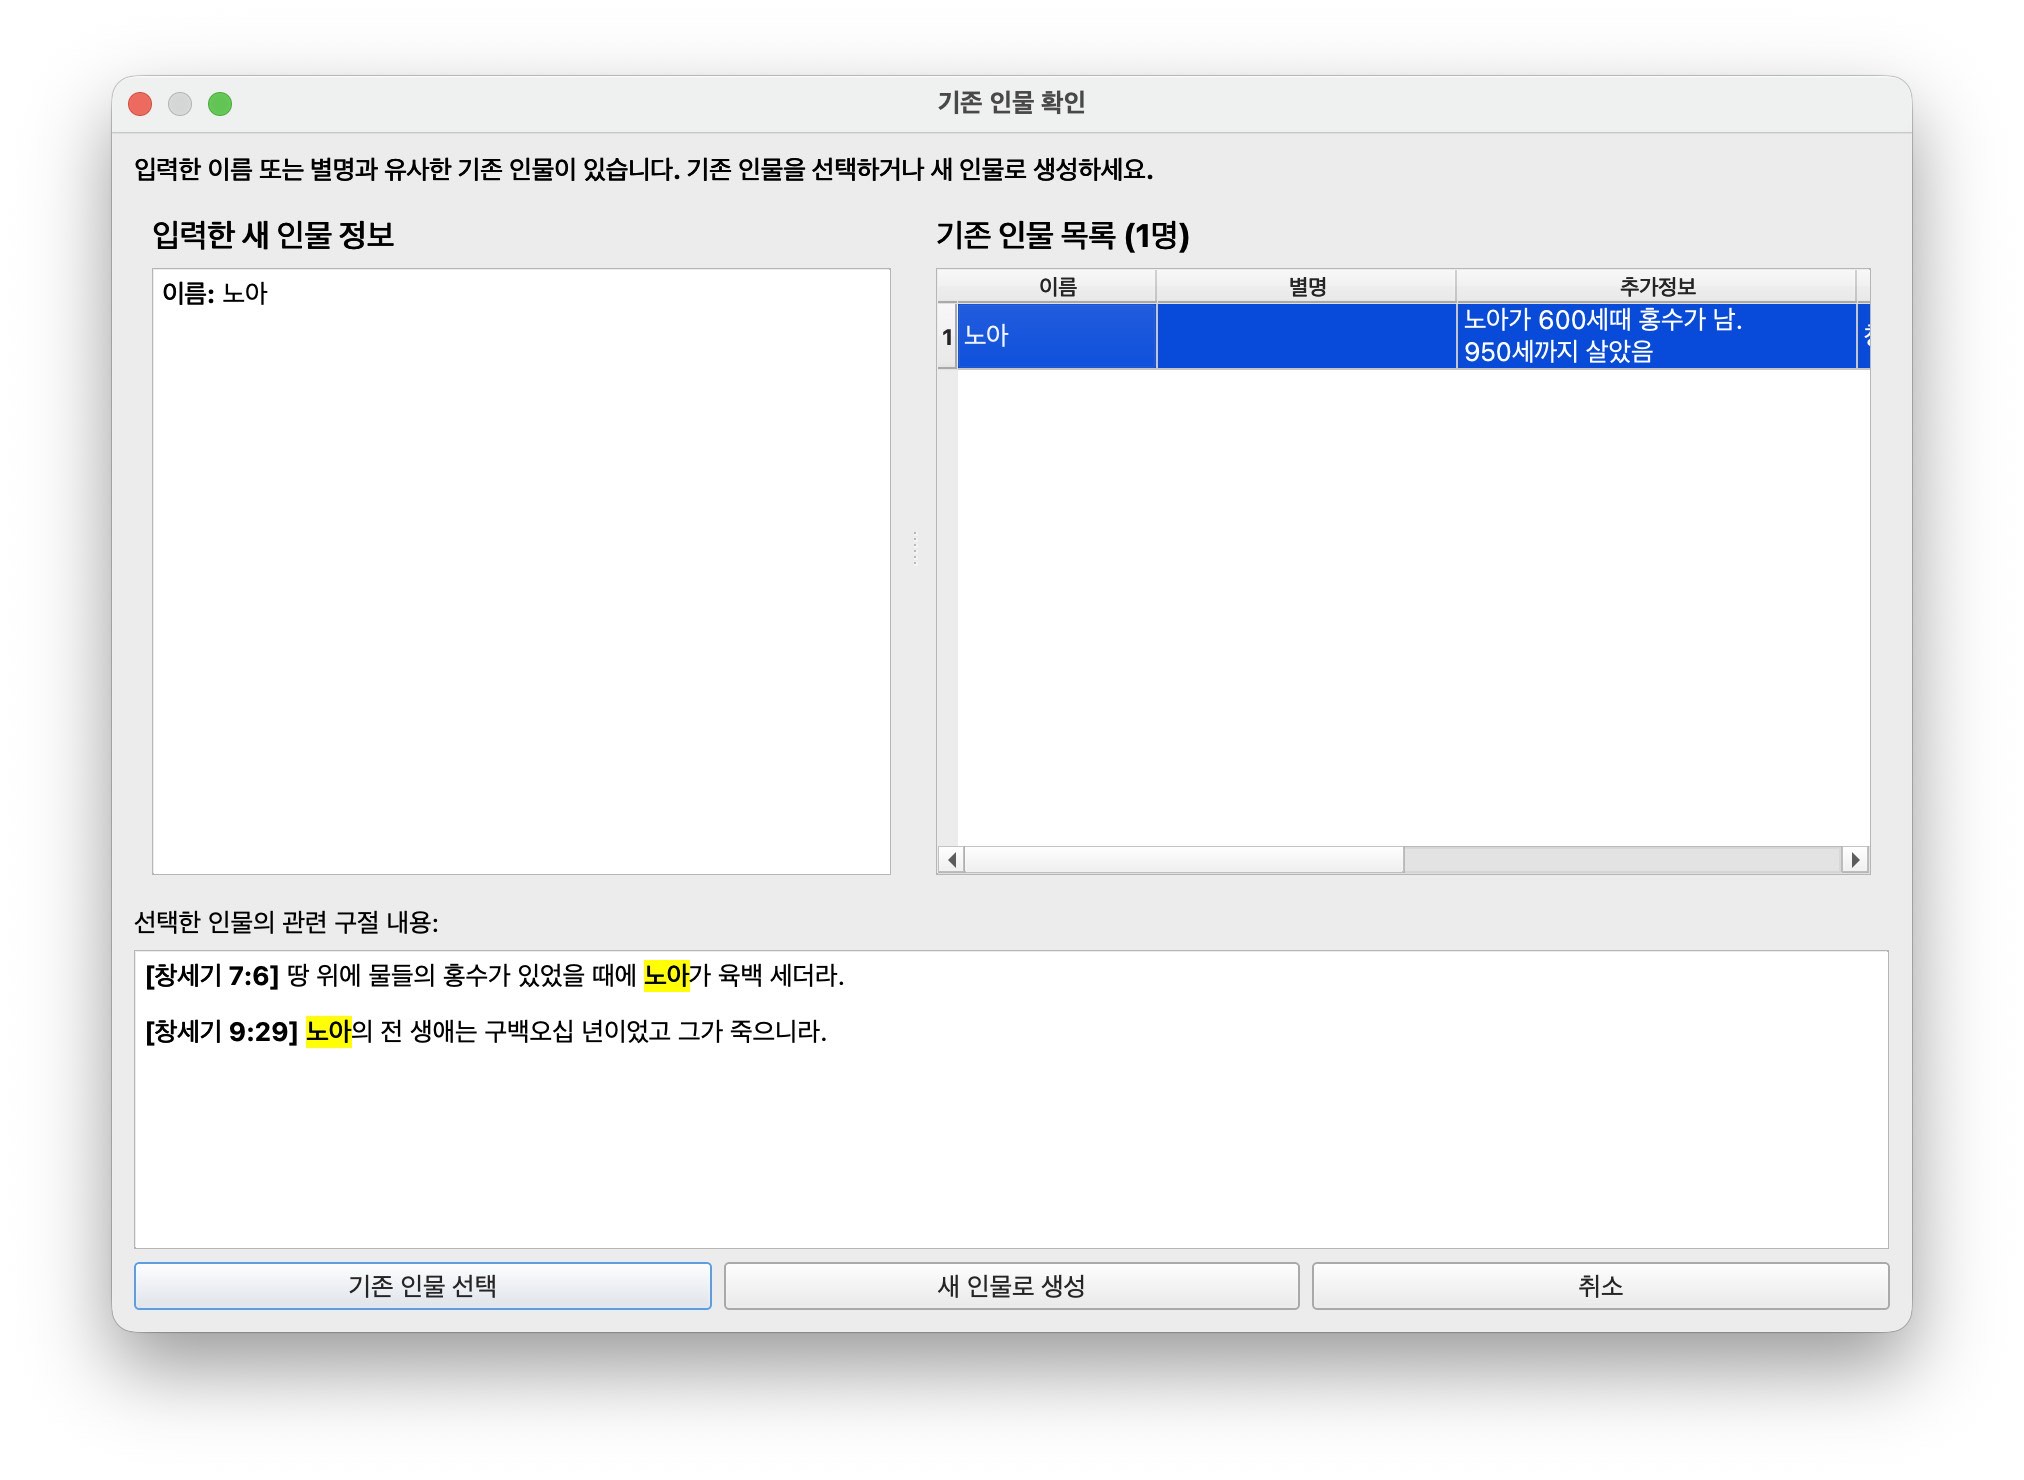 기존 인물 확인
입력한 이름 또는 별명과 유사한 기존 인물이 있습니다. 기존 인물을 선택하거나 새 인물로 생성하세요.
입력한 새 인물 정보
이름: 노아
기존 인물 목록 (1명)
이름 별명 추가정보
1 노아 노아가 600세때 홍수가 남.
950세까지 살았음
선택한 인물의 관련 구절 내용:
[창세기 7:6] 땅 위에 물들의 홍수가 있었을 때에 노아가 육백 세더라.
[창세기 9:29] 노아의 전 생애는 구백오십 년이었고 그가 죽으니라.
기존 인물 선택 새 인물로 생성 취소